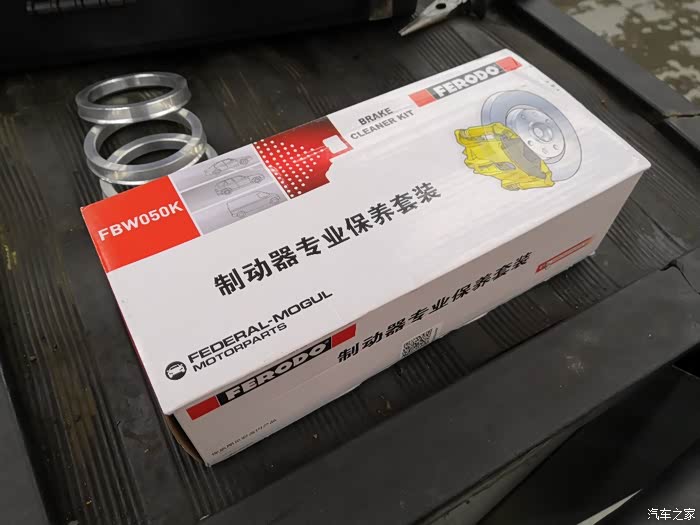 FERODO
BRAKE
CLEANER KIT
FBW050K
制动器专业保养套装
FEDERAL-MOGUL
MOTORPARTS
FERODO
制动器专业保养套装
汽车之家